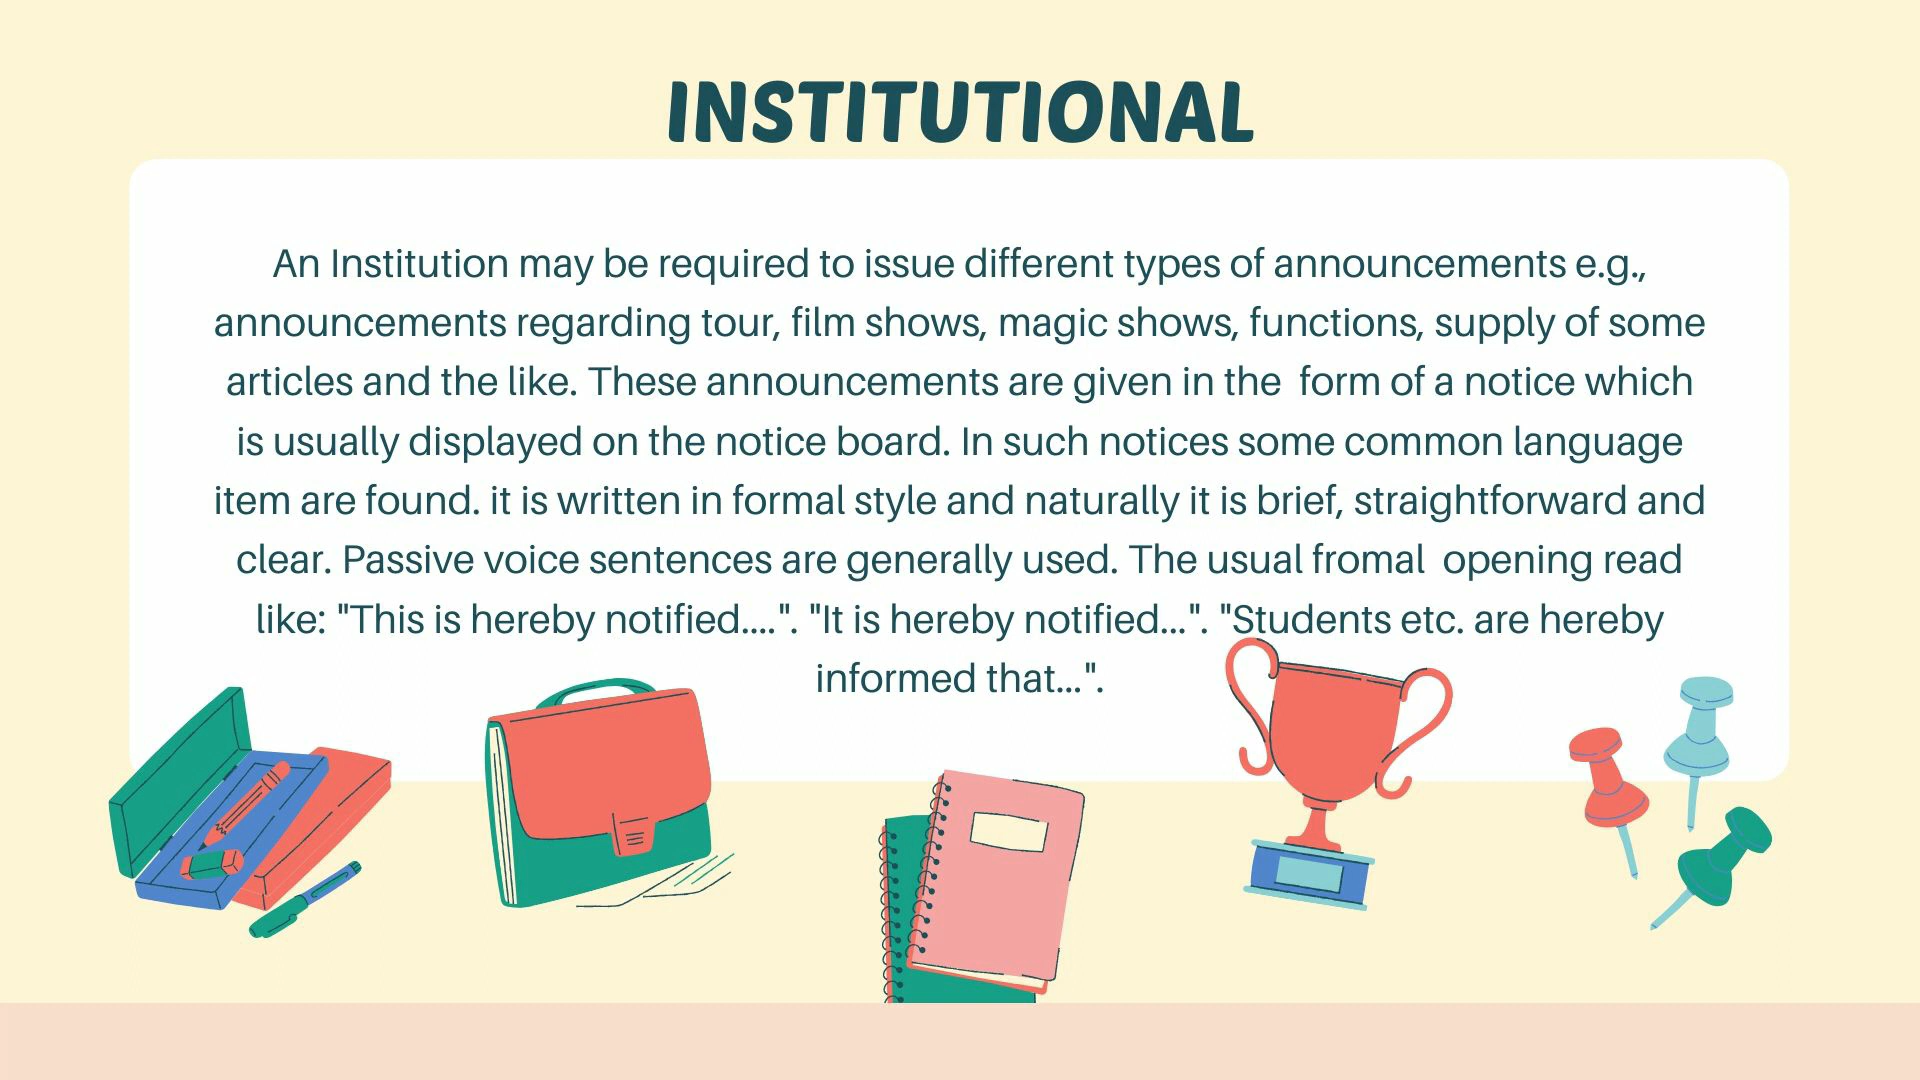 INSTITUTIONAL
An Institution may be required to issue different types of announcements e.g.,
announcements regarding tour, film shows, magic shows, functions, supply of some
articles and the like. These announcements are given in the  form of a notice which
is usually displayed on the notice board. In such notices some common language
item are found. it is written in formal style and naturally it is brief, straightforward and
clear. Passive voice sentences are generally used. The usual fromal  opening read
like: "This is hereby notified....". "It is hereby notified...". "Students etc. are hereby
informed that...".